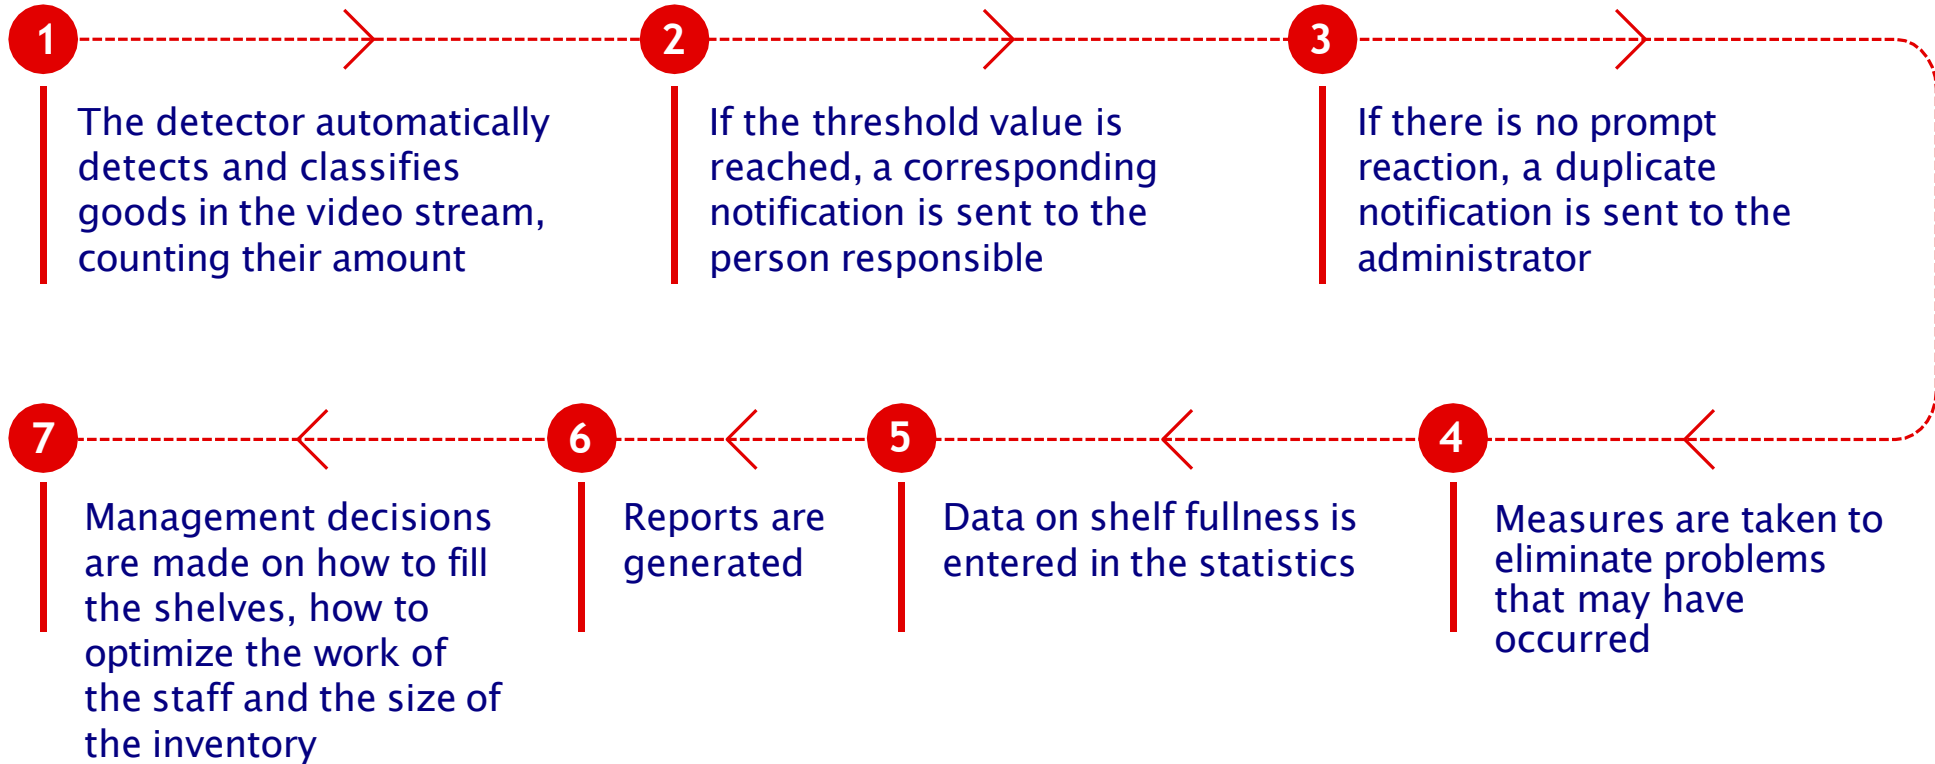 1
2
3
The detector automatically
detects and classifies
goods in the video stream,
counting their amount
If the threshold value is
reached, a corresponding
notification is sent to the
person responsible
If there is no prompt
reaction, a duplicate
notification is sent to the
administrator
4
Measures are taken to
eliminate problems
that may have
occurred
5
Data on shelf fullness is
entered in the statistics
6
Reports are
generated
7
Management decisions
are made on how to fill
the shelves, how to
optimize the work of
the staff and the size of
the inventory